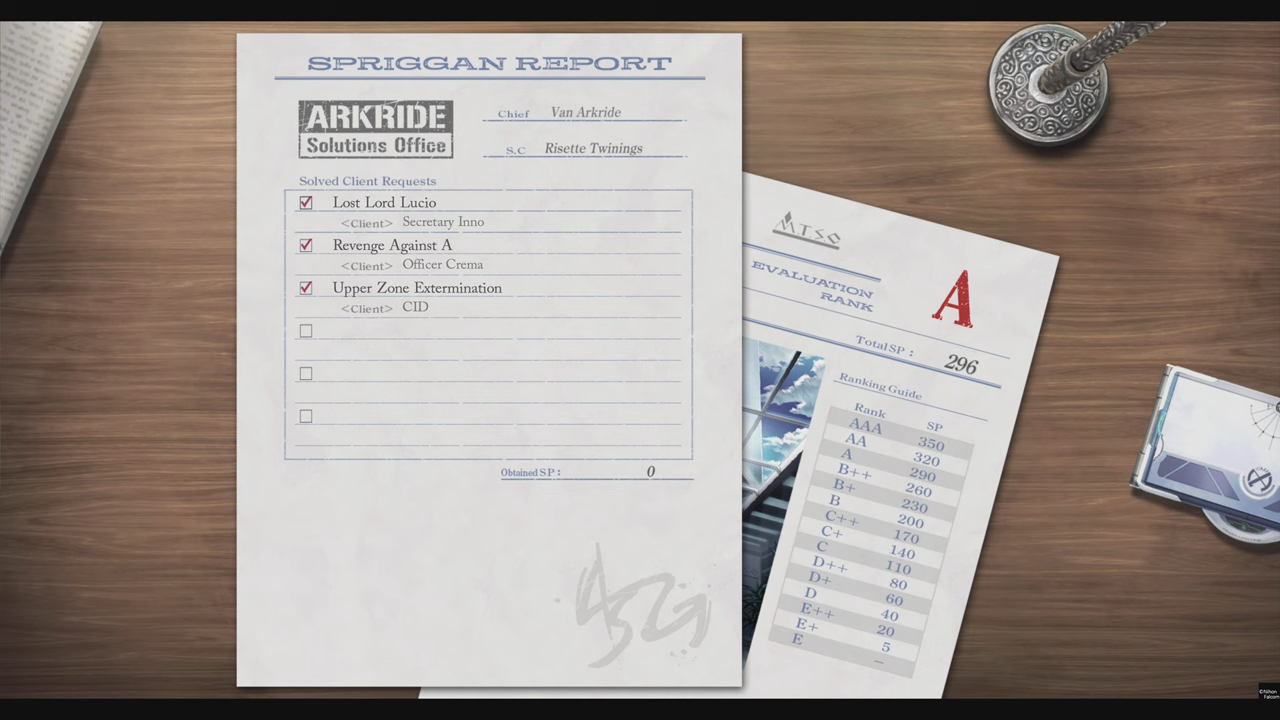 SPRIGGAN REPORT
ARKRIDE
Solutions Office
Chief Van Arkride
S.C Risette Twinings
Solved Client Requests
Lost Lord Lucio
<Client> Secretary Inno
Revenge Against A
<Client> Officer Crema
Upper Zone Extermination
<Client> CID
Obtained SP : 0
MTSC
EVALUATION
RANK
A
Total SP : 296
Ranking Guide
Rank SP
AAA 350
AA 320
A 290
B++ 260
B+ 230
B 200
C++ 170
C+ 140
C 110
D++ 80
D+ 60
D 40
E++ 20
E+ 5
E –
©Nihon
Falcom